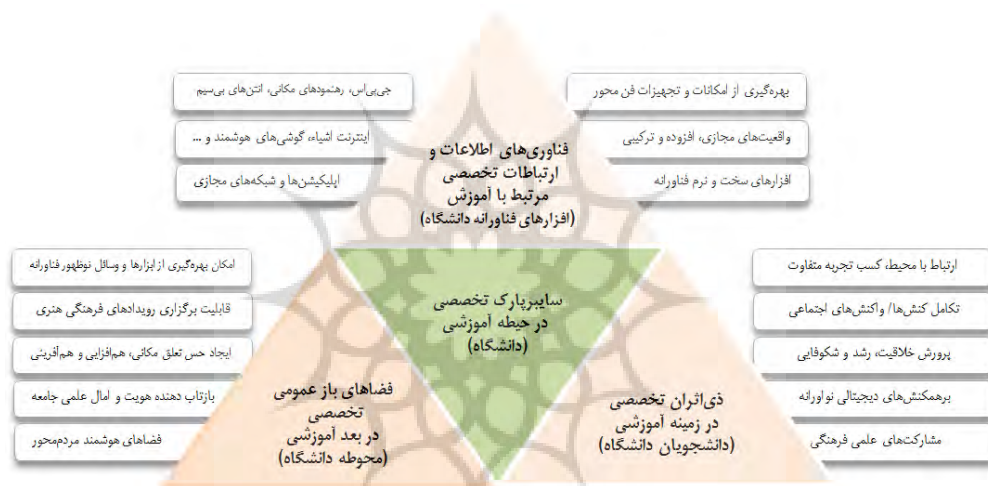 بهره‌گیری از امکانات و تجهیزات فن محور
واقعیت‌های مجازی، افزوده و ترکیبی
افزارهای سخت و نرم فناورانه
فناوری‌های اطلاعات و
ارتباطات تخصصی
مرتبط با آموزش
(افزارهای فناورانه دانشگاه)
جی‌پی‌اس، رهنمودهای مکانی، آنتن‌های بی‌سیم
اینترنت اشیاء، گوشی‌های هوشمند و ...
اپلیکیشن‌ها و شبکه‌های مجازی
ارتباط با محیط، کسب تجربه متفاوت
تکامل کنش‌ها/ واکنش‌های اجتماعی
پرورش خلاقیت، رشد و شکوفایی
برهمکنش‌های دیجیتالی نوآورانه
مشارکت‌های علمی فرهنگی
ذی‌اثران تخصصی
در زمینه آموزشی
(دانشجویان دانشگاه)
سایبرپارک تخصصی
در حیطه آموزشی
(دانشگاه)
فضاهای باز عمومی
تخصصی
در بعد آموزشی
(محوطه دانشگاه)
امکان بهره‌گیری از ابزارها و وسائل نوظهور فناورانه
قابلیت برگزاری رویدادهای فرهنگی هنری
ایجاد حس تعلق مکانی، هم‌افزایی و هم‌آفرینی
بازتاب دهنده هویت و آمال علمی جامعه
فضاهای هوشمند مردم‌محور